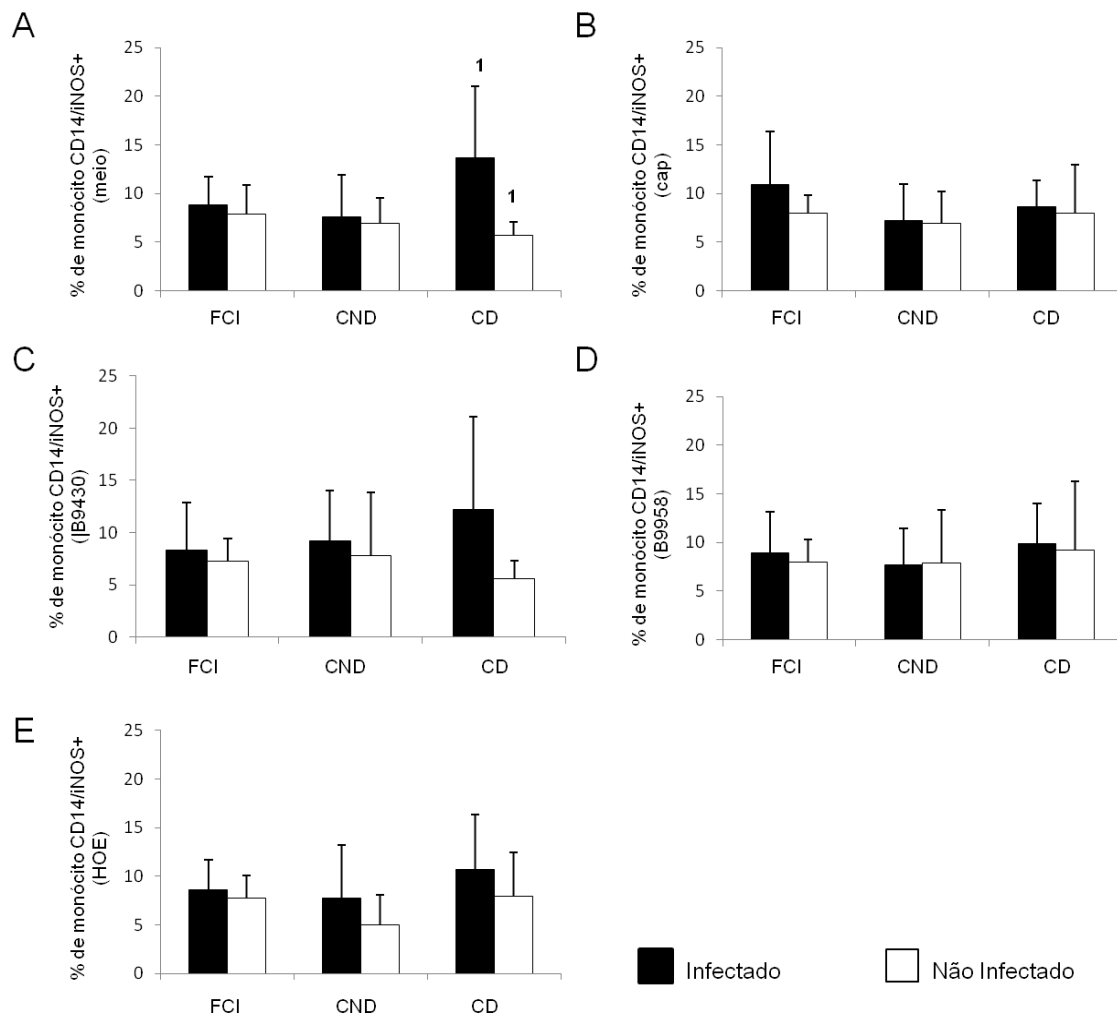 A
% de monócito CD14/iNOS+
(meio)
25
20
15
10
5
0
1
1
FCI
CND
CD
B
% de monócito CD14/iNOS+
(cap)
25
20
15
10
5
0
FCI
CND
CD
C
% de monócito CD14/iNOS+
(|B9430)
25
20
15
10
5
0
FCI
CND
CD
D
% de monócito CD14/iNOS+
(B9958)
25
20
15
10
5
0
FCI
CND
CD
E
% de monócito CD14/iNOS+
(HOE)
25
20
15
10
5
0
FCI
CND
CD
Infectado
Não Infectado